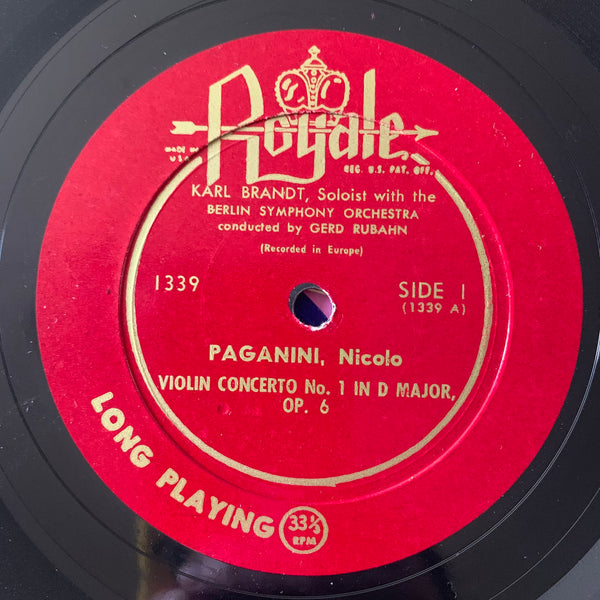 Royale
MADE IN
U.S.A.
REG. U.S. PAT. OFF.
KARL BRANDT, Soloist with the
BERLIN SYMPHONY ORCHESTRA
conducted by GERD RUBAHN
(Recorded in Europe)
1339
SIDE 1
(1339 A)
PAGANINI, Nicolo
VIOLIN CONCERTO No. 1 IN D MAJOR,
OP. 6
LONG PLAYING
33⅓
RPM